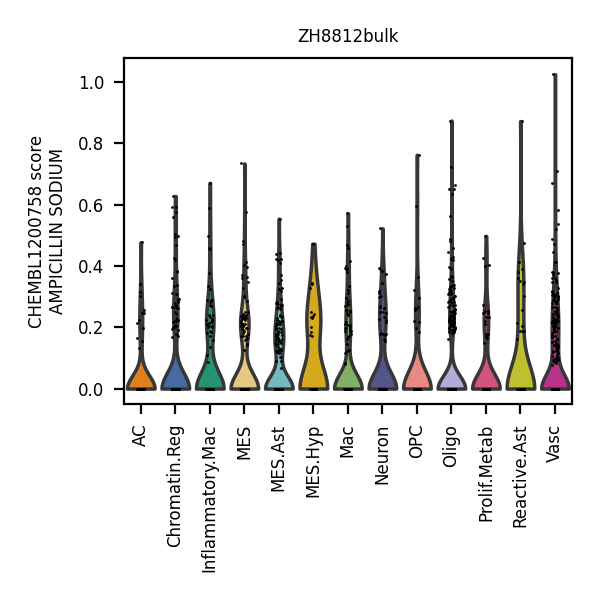 ZH8812bulk
CHEMBL1200758 score
AMPICILLIN SODIUM
1.0
0.8
0.6
0.4
0.2
0.0
AC
Chromatin.Reg
Inflammatory.Mac
MES
MES.Ast
MES.Hyp
Mac
Neuron
OPC
Oligo
Prolif.Metab
Reactive.Ast
Vasc